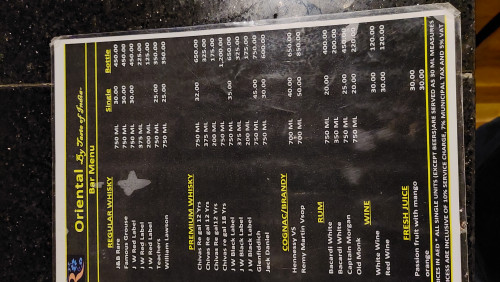 Oriental By Taste of India
Bar Menu
Single Bottle
REGULAR WHISKY
J&B Rare 750 ML 30.00 450.00
Famous Grouse 750 ML 30.00 450.00
J W Red Label 750 ML 30.00 450.00
J W Red Label 375 ML 225.00
J W Red Label 200 ML 125.00
Teachers 750 ML 25.00 350.00
William Lawson 750 ML 25.00 350.00
PREMIUM WHISKY
Chivas Re gal 12 Yrs 750 ML 32.00 650.00
Chivas Re gal 12 Yrs 375 ML 325.00
Chivas Re gal 12 Yrs 200 ML 175.00
Chivas re gal 18 Yrs 750 ML 1,200.00
J W Black Label 750 ML 35.00 650.00
J W Black Label 375 ML
J W Black Label 200 ML 175.00
Glenfiddich 750 ML 45.00 750.00
Jack Daniel 750 ML 30.00 600.00
COGNAC/BRANDY
Hennessy VS 700 ML 40.00 650.00
Remy Martin Vsop 700 ML 50.00 850.00
RUM
Bacardi White 750 ML 20.00 400.00
Bacardi White 200.00
Captain Morgan 750 ML 25.00 450.00
Old Monk 750 ML 20.00 220.00
WINE
White Wine 30.00 120.00
Red Wine 30.00 120.00
FRESH JUICE
Passion fruit with mango 30.00
orange 30.00
ICES IN AED * ALL SINGLE UNITS (EXCEPT BEERS)ARE SERVED AS 30 ML MEASURES
ICESS ARE INCLUSIVE OF 10% SERVICE CHARGE, 7% MUNICIPAL TAX AND 5% VAT